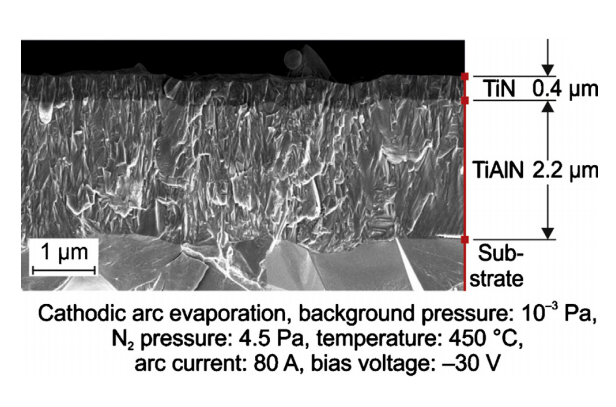 TiN 0.4 µm
TiAlN 2.2 µm
1 µm
Sub-
strate
Cathodic arc evaporation, background pressure: 10⁻³ Pa,
N₂ pressure: 4.5 Pa, temperature: 450 °C,
arc current: 80 A, bias voltage: –30 V